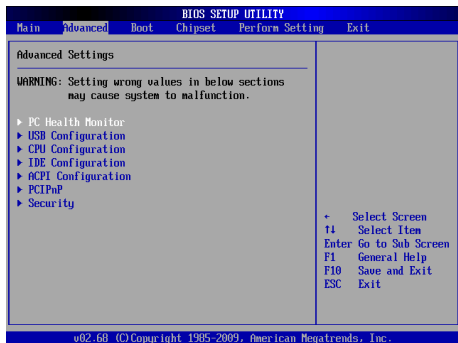 BIOS SETUP UTILITY
Main Advanced Boot Chipset Perform Setting Exit
Advanced Settings
WARNING: Setting wrong values in below sections
may cause system to malfunction.
▶ PC Health Monitor
▶ USB Configuration
▶ CPU Configuration
▶ IDE Configuration
▶ ACPI Configuration
▶ PCIPnP
▶ Security
← Select Screen
↑↓ Select Item
Enter Go to Sub Screen
F1 General Help
F10 Save and Exit
ESC Exit
v02.68 (C)Copyright 1985-2009, American Megatrends, Inc.